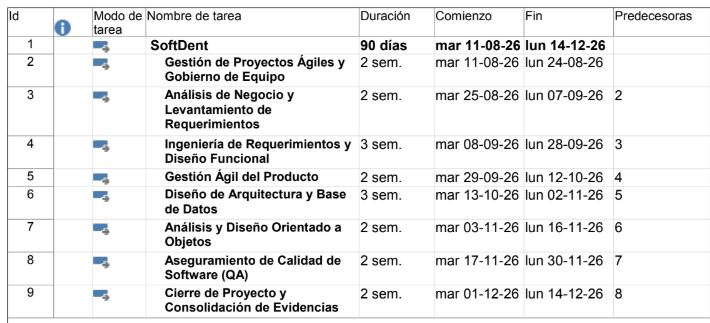 Id Modo de tarea Nombre de tarea Duración Comienzo Fin Predecesoras
1 SoftDent 90 días mar 11-08-26 lun 14-12-26
2 Gestión de Proyectos Ágiles y Gobierno de Equipo 2 sem. mar 11-08-26 lun 24-08-26
3 Análisis de Negocio y Levantamiento de Requerimientos 2 sem. mar 25-08-26 lun 07-09-26 2
4 Ingeniería de Requerimientos y Diseño Funcional 3 sem. mar 08-09-26 lun 28-09-26 3
5 Gestión Ágil del Producto 2 sem. mar 29-09-26 lun 12-10-26 4
6 Diseño de Arquitectura y Base de Datos 3 sem. mar 13-10-26 lun 02-11-26 5
7 Análisis y Diseño Orientado a Objetos 2 sem. mar 03-11-26 lun 16-11-26 6
8 Aseguramiento de Calidad de Software (QA) 2 sem. mar 17-11-26 lun 30-11-26 7
9 Cierre de Proyecto y Consolidación de Evidencias 2 sem. mar 01-12-26 lun 14-12-26 8